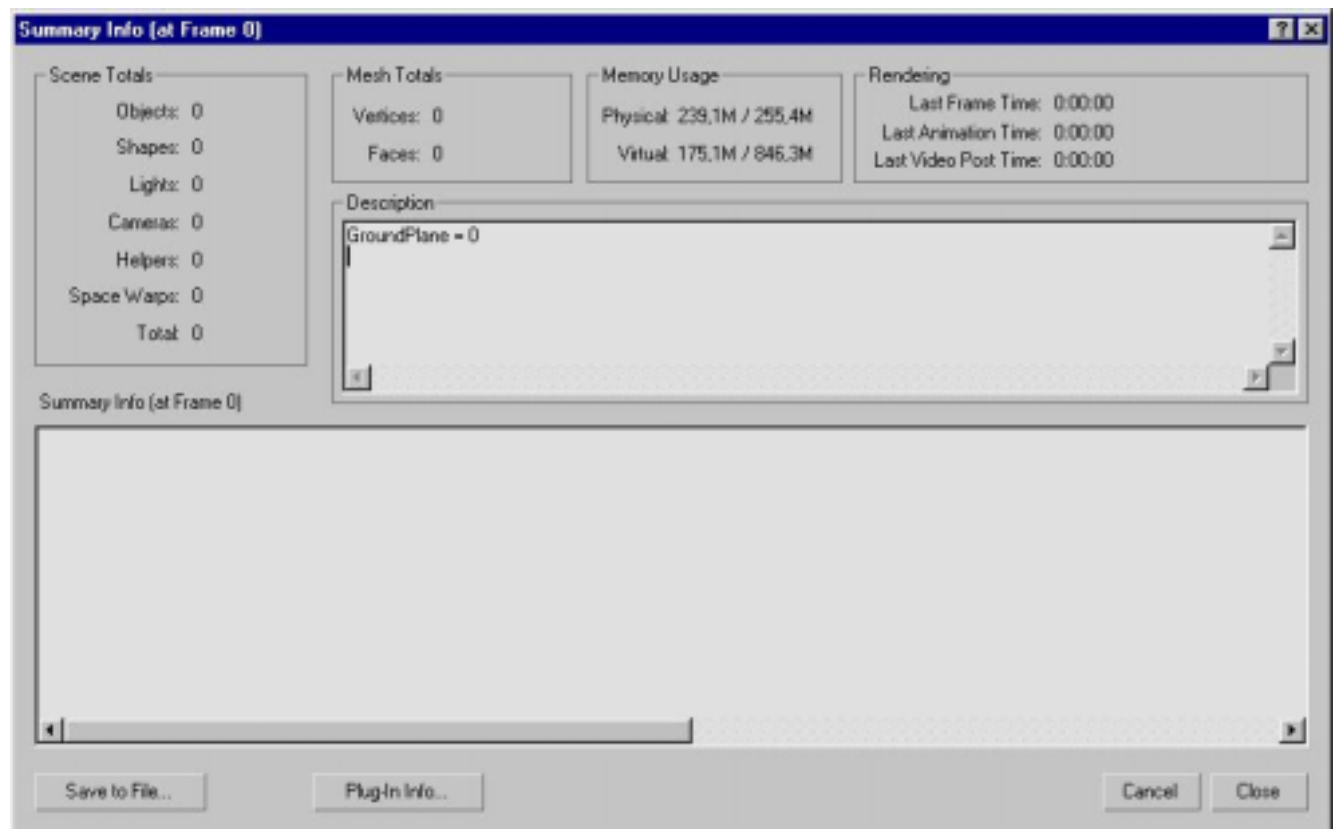 Summary Info (at Frame 0)
Scene Totals
Objects: 0
Shapes: 0
Lights: 0
Cameras: 0
Helpers: 0
Space Warps: 0
Total: 0
Mesh Totals
Vertices: 0
Faces: 0
Memory Usage
Physical: 239,1M / 255,4M
Virtual: 175,1M / 846,3M
Rendering
Last Frame Time: 0:00:00
Last Animation Time: 0:00:00
Last Video Post Time: 0:00:00
Description
GroundPlane = 0
Summary Info (at Frame 0)
Save to File...
Plug-In Info...
Cancel
Close